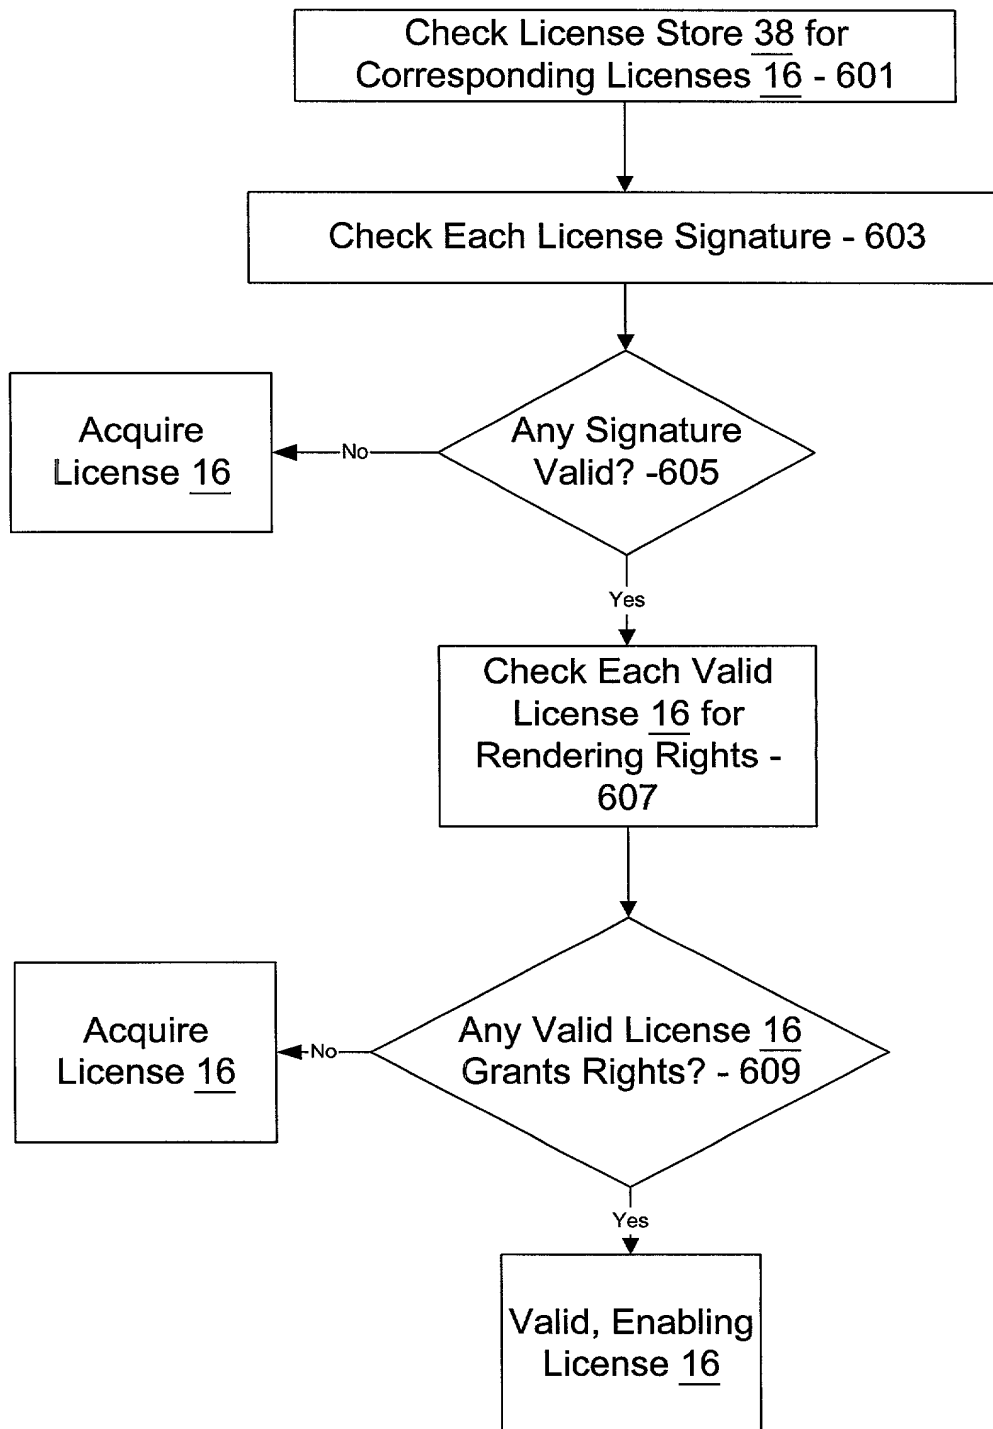 Check License Store 38 for
Corresponding Licenses 16 - 601
Check Each License Signature - 603
Acquire
License 16
No
Any Signature
Valid? -605
Yes
Check Each Valid
License 16 for
Rendering Rights -
607
Acquire
License 16
No
Any Valid License 16
Grants Rights? - 609
Yes
Valid, Enabling
License 16